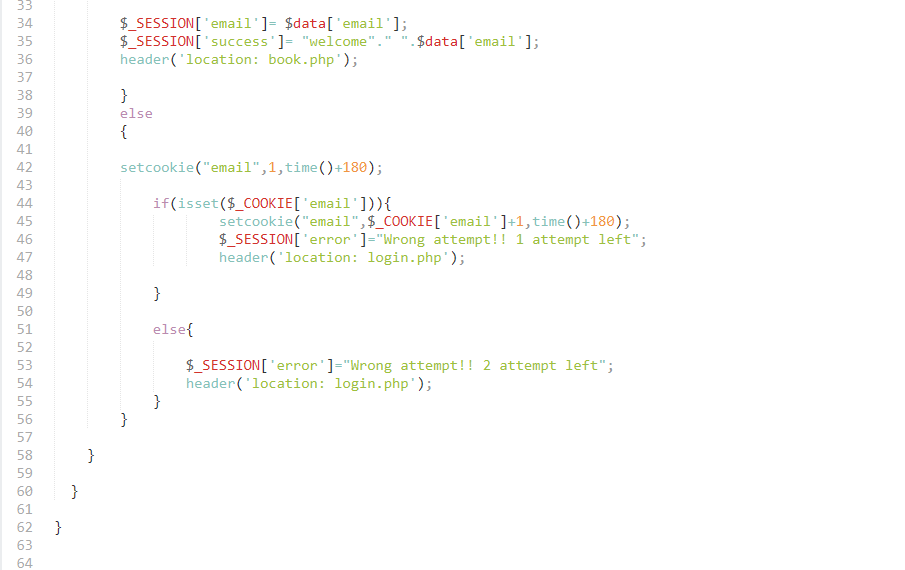 33
34 $_SESSION['email']= $data['email'];
35 $_SESSION['success']= "welcome"." ".$data['email'];
36 header('location: book.php');
37
38 }
39 else
40 {
41
42 setcookie("email",1,time()+180);
43
44 if(isset($_COOKIE['email'])){
45 setcookie("email",$_COOKIE['email']+1,time()+180);
46 $_SESSION['error']="Wrong attempt!! 1 attempt left";
47 header('location: login.php');
48
49 }
50
51 else{
52
53 $_SESSION['error']="Wrong attempt!! 2 attempt left";
54 header('location: login.php');
55 }
56 }
57
58 }
59
60 }
61
62 }
63
64